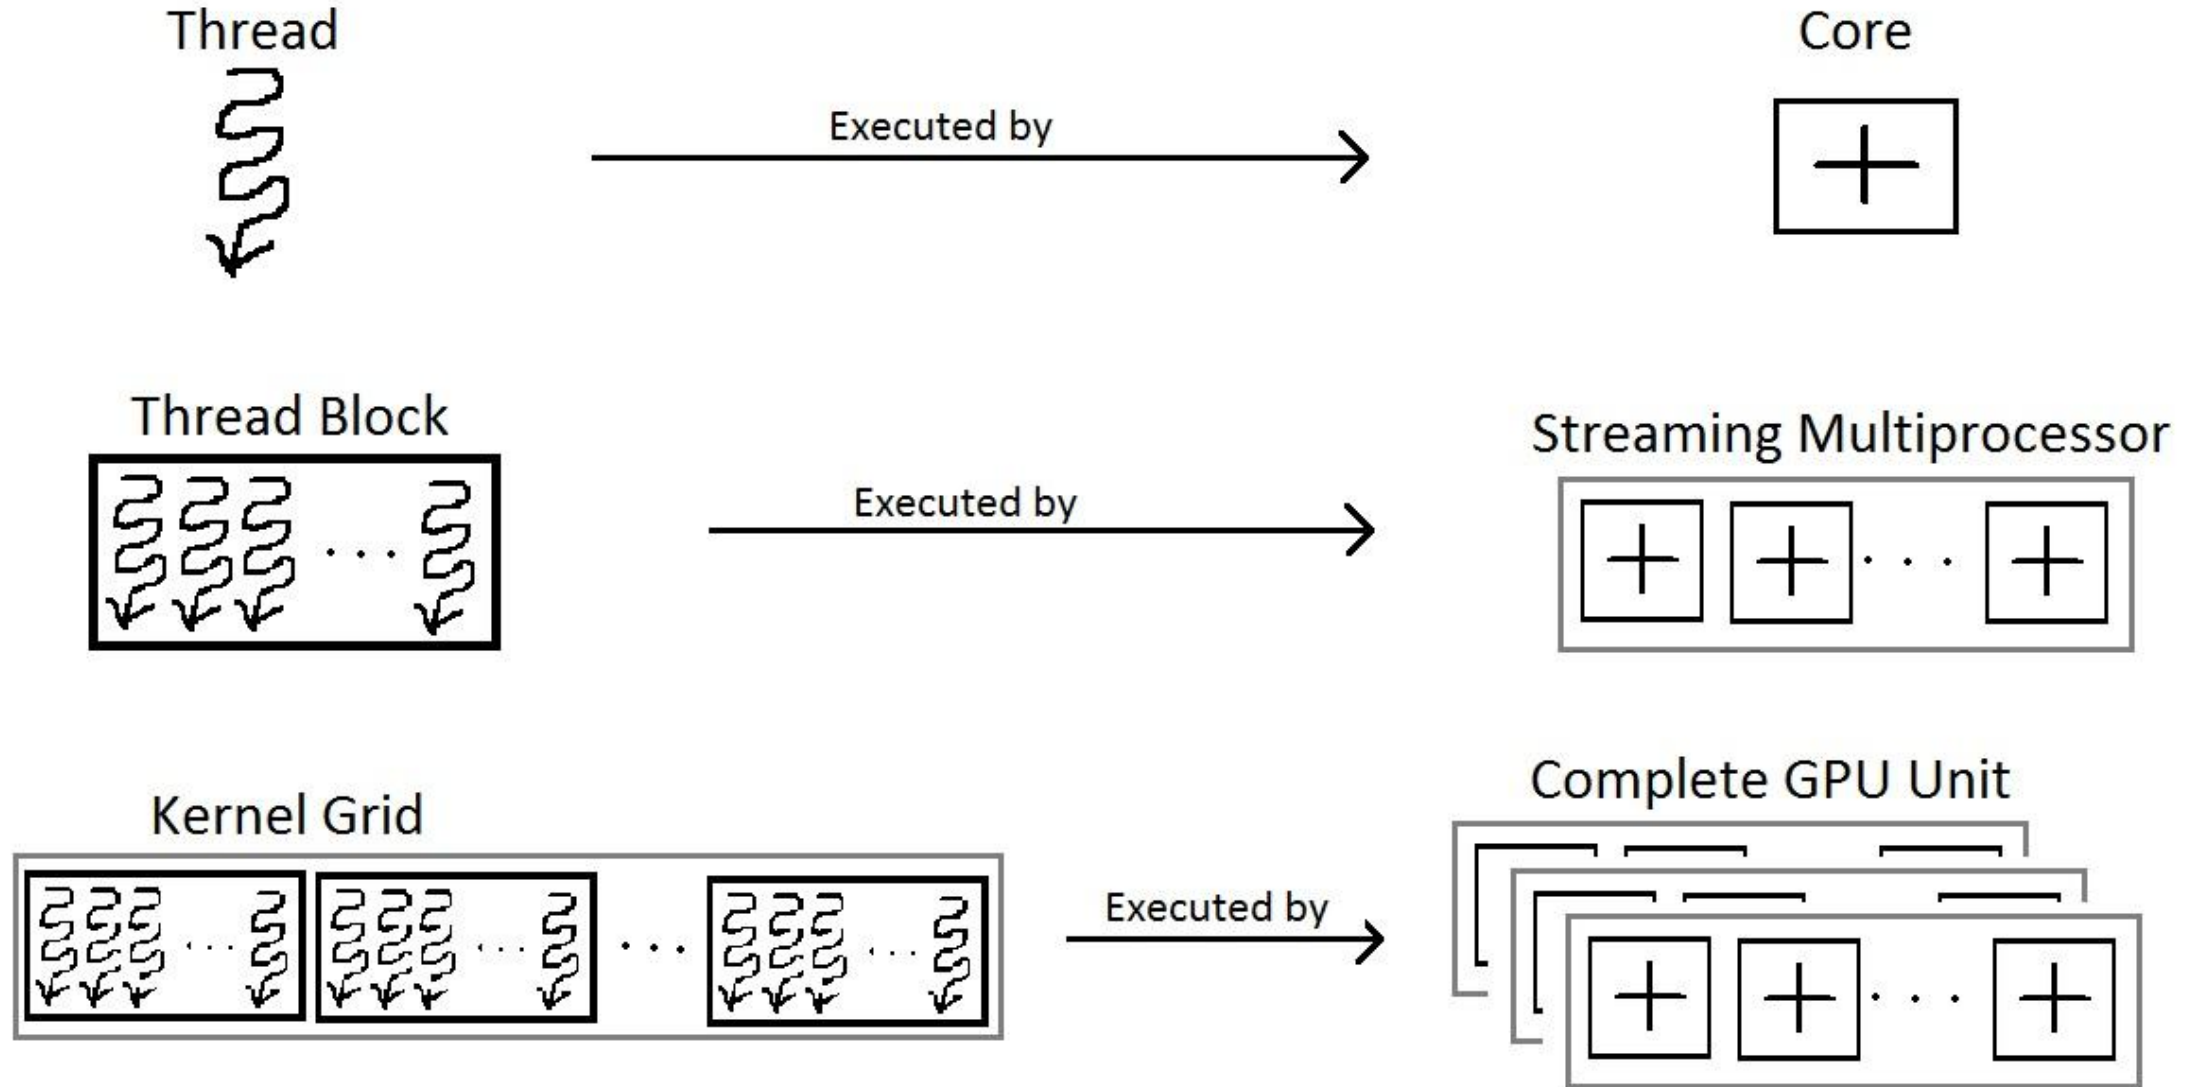 Thread
Core
Executed by
Thread Block
Streaming Multiprocessor
Executed by
Kernel Grid
Complete GPU Unit
Executed by